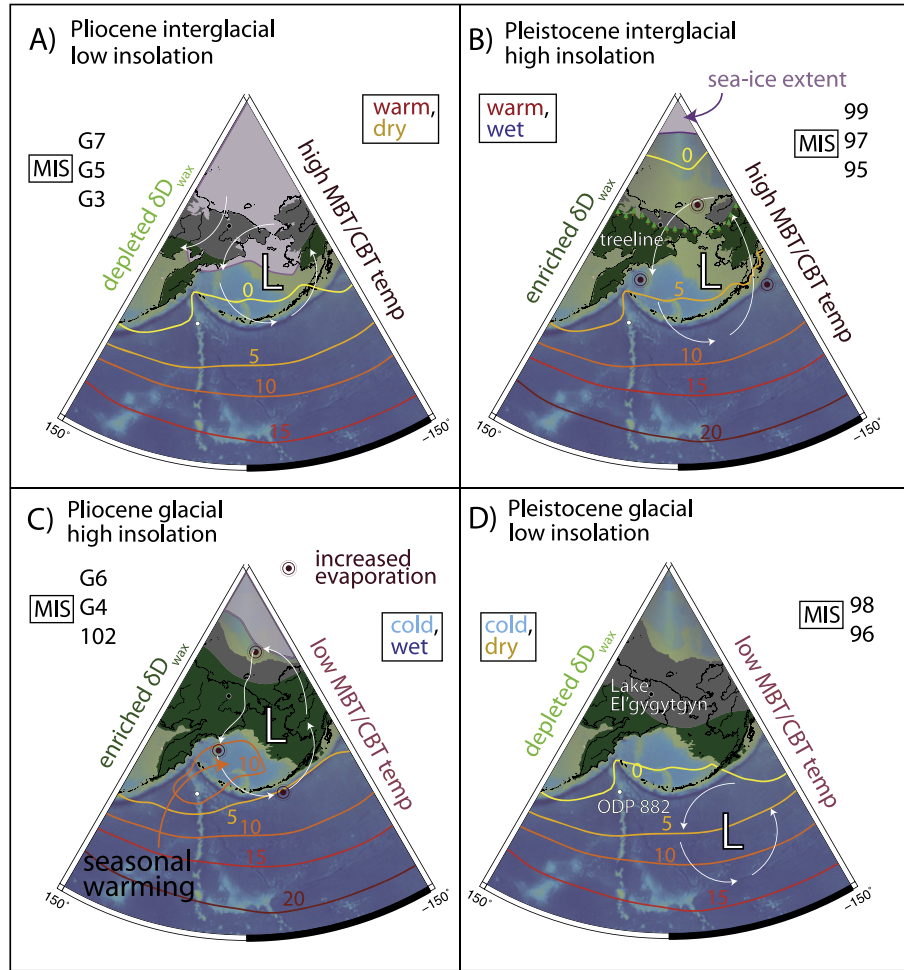 A) Pliocene interglacial
low insolation
warm,
dry
G7
MIS G5
G3
depleted δD wax
high MBT/CBT temp
L
0
5
10
15
150°
-150°
B) Pleistocene interglacial
high insolation
sea-ice extent
warm,
wet
99
MIS 97
95
enriched δD wax
high MBT/CBT temp
0
treeline
L
5
10
15
20
150°
-150°
C) Pliocene glacial
high insolation
increased
evaporation
G6
MIS G4
102
cold,
wet
enriched δD wax
low MBT/CBT temp
L
10
5
10
15
seasonal
warming
20
150°
-150°
D) Pleistocene glacial
low insolation
cold,
dry
MIS 98
96
depleted δD wax
low MBT/CBT temp
Lake
El'gygytgyn
0
ODP 882
5
L
10
15
150°
-150°